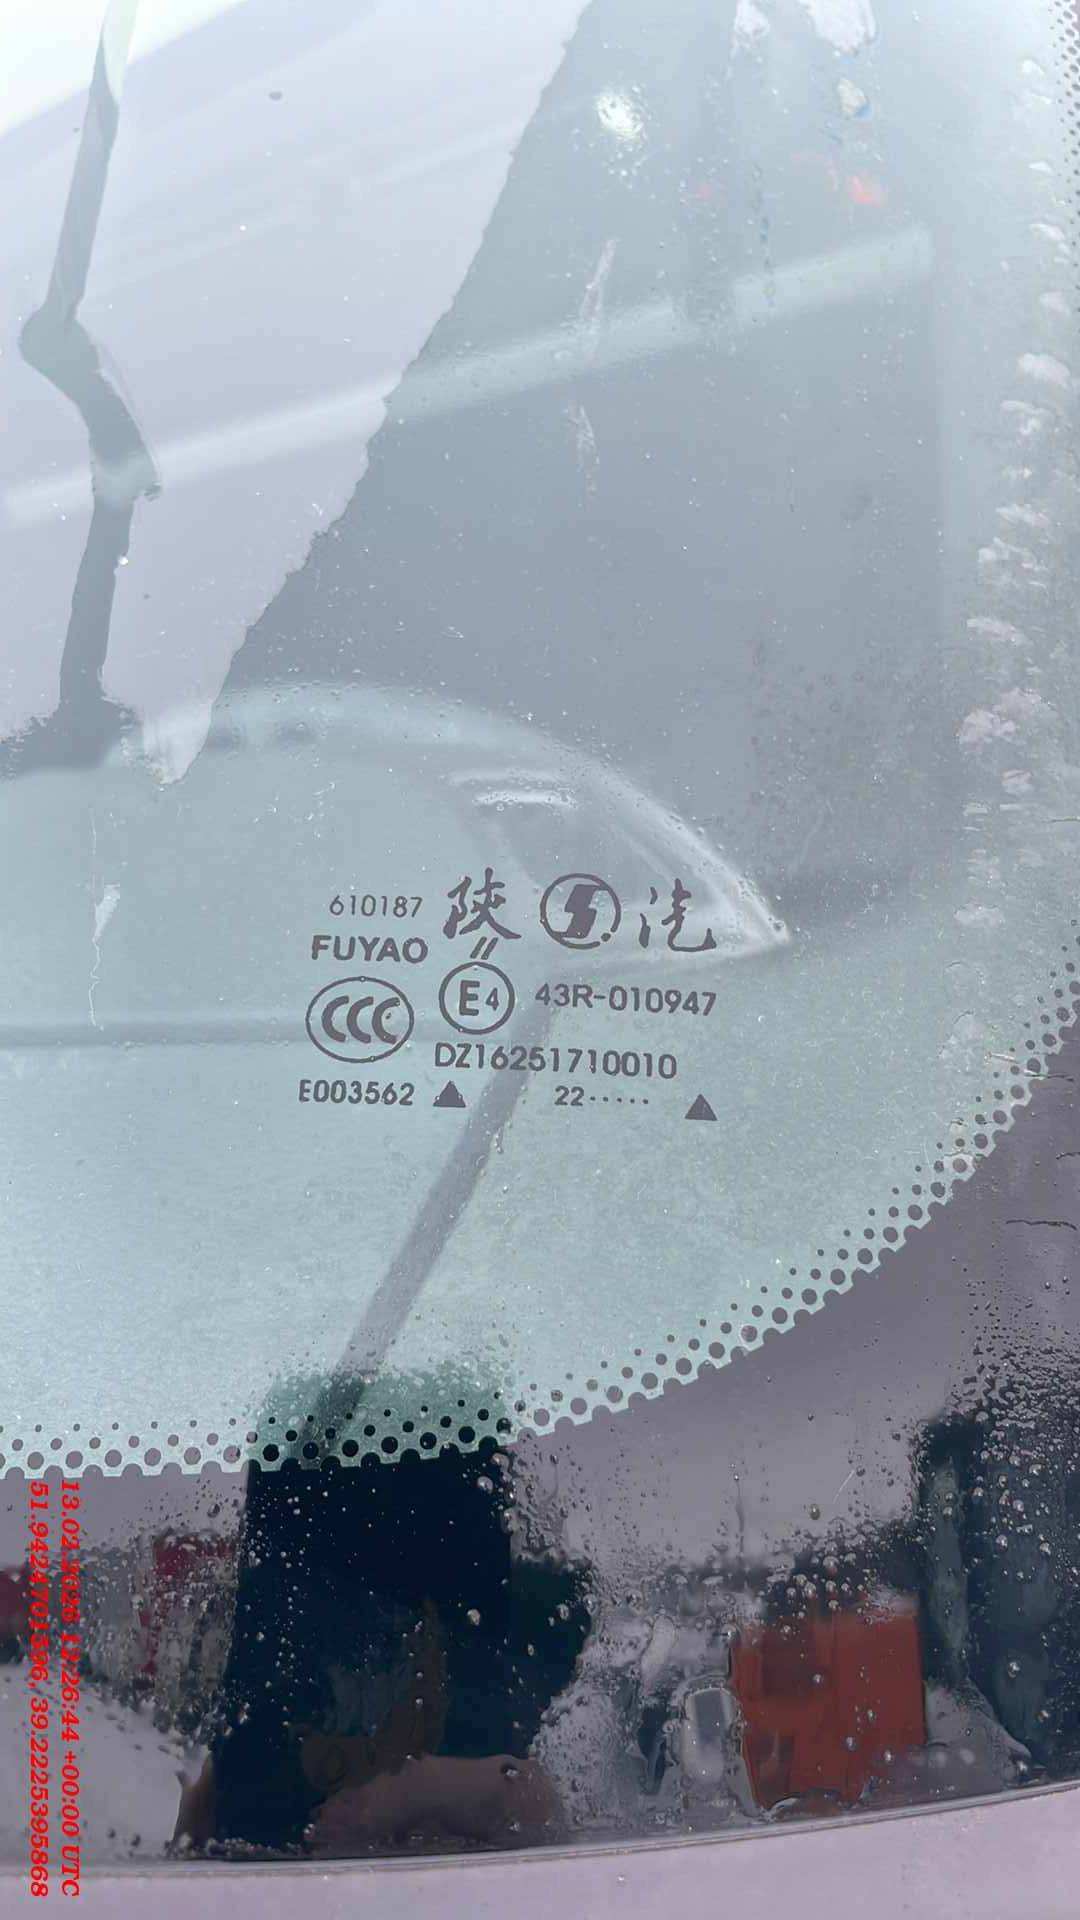 610187 陕 汽
FUYAO //
CCC E4 43R-010947
DZ16251710010
E003562 ▲ 22····· ▲
13.02.2026 12:26:44 +00:00 UTC
51.9424701596, 39.2225395868